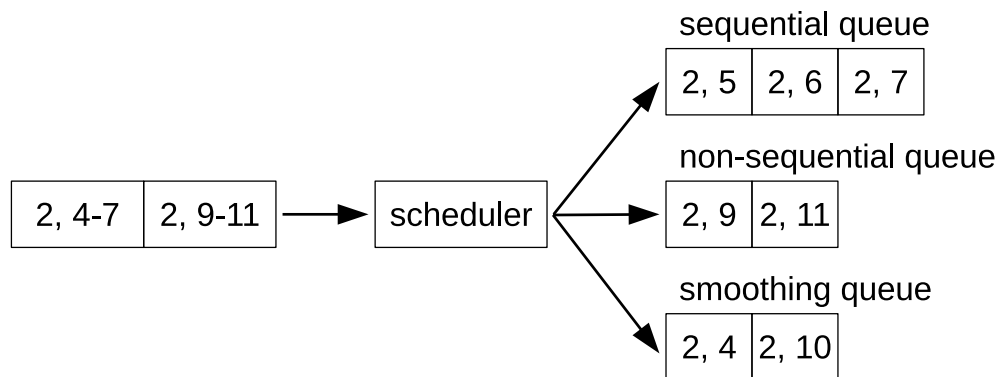 sequential queue
2, 5 2, 6 2, 7
non-sequential queue
2, 4-7 2, 9-11 scheduler 2, 9 2, 11
smoothing queue
2, 4 2, 10